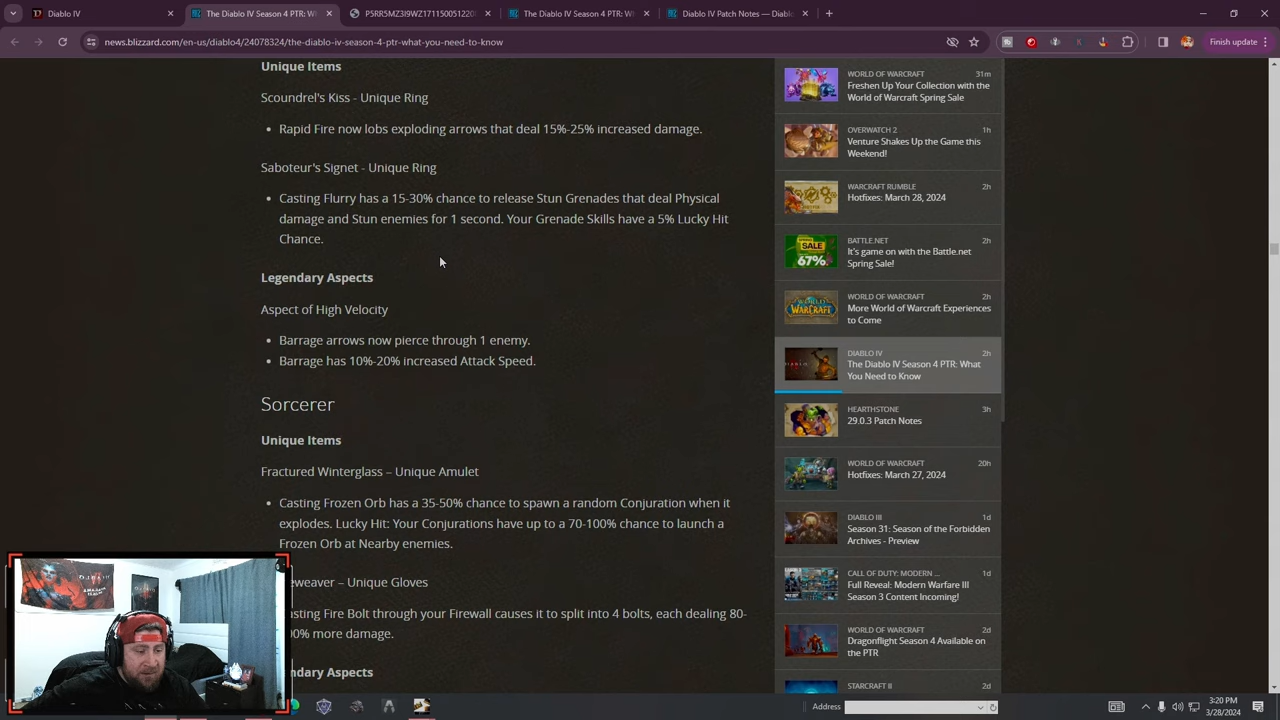 Diablo IV
The Diablo IV Season 4 PTR: W
P5RR5MZ3I9WZ171150051220
The Diablo IV Season 4 PTR: W
Diablo IV Patch Notes — Diablo
news.blizzard.com/en-us/diablo4/24078324/the-diablo-iv-season-4-ptr-what-you-need-to-know
Finish update
Unique Items
Scoundrel's Kiss - Unique Ring
Rapid Fire now lobs exploding arrows that deal 15%-25% increased damage.
Saboteur's Signet - Unique Ring
Casting Flurry has a 15-30% chance to release Stun Grenades that deal Physical
damage and Stun enemies for 1 second. Your Grenade Skills have a 5% Lucky Hit
Chance.
Legendary Aspects
Aspect of High Velocity
Barrage arrows now pierce through 1 enemy.
Barrage has 10%-20% increased Attack Speed.
Sorcerer
Unique Items
Fractured Winterglass – Unique Amulet
Casting Frozen Orb has a 35-50% chance to spawn a random Conjuration when it
explodes. Lucky Hit: Your Conjurations have up to a 70-100% chance to launch a
Frozen Orb at Nearby enemies.
eweaver – Unique Gloves
asting Fire Bolt through your Firewall causes it to split into 4 bolts, each dealing 80-
0% more damage.
ndary Aspects
WORLD OF WARCRAFT 31m
Freshen Up Your Collection with the
World of Warcraft Spring Sale
OVERWATCH 2 1h
Venture Shakes Up the Game this
Weekend!
WARCRAFT RUMBLE 2h
Hotfixes: March 28, 2024
BATTLE.NET 2h
It's game on with the Battle.net
Spring Sale!
SALE
67%
WORLD OF WARCRAFT 2h
More World of Warcraft Experiences
to Come
WORLD OF WARCRAFT
DIABLO IV 2h
The Diablo IV Season 4 PTR: What
You Need to Know
HEARTHSTONE 3h
29.0.3 Patch Notes
WORLD OF WARCRAFT 20h
Hotfixes: March 27, 2024
DIABLO III 1d
Season 31: Season of the Forbidden
Archives - Preview
CALL OF DUTY: MODERN ... 1d
Full Reveal: Modern Warfare III
Season 3 Content Incoming!
WORLD OF WARCRAFT 2d
Dragonflight Season 4 Available on
the PTR
STARCRAFT II 2d
Address
3:20 PM
3/28/2024